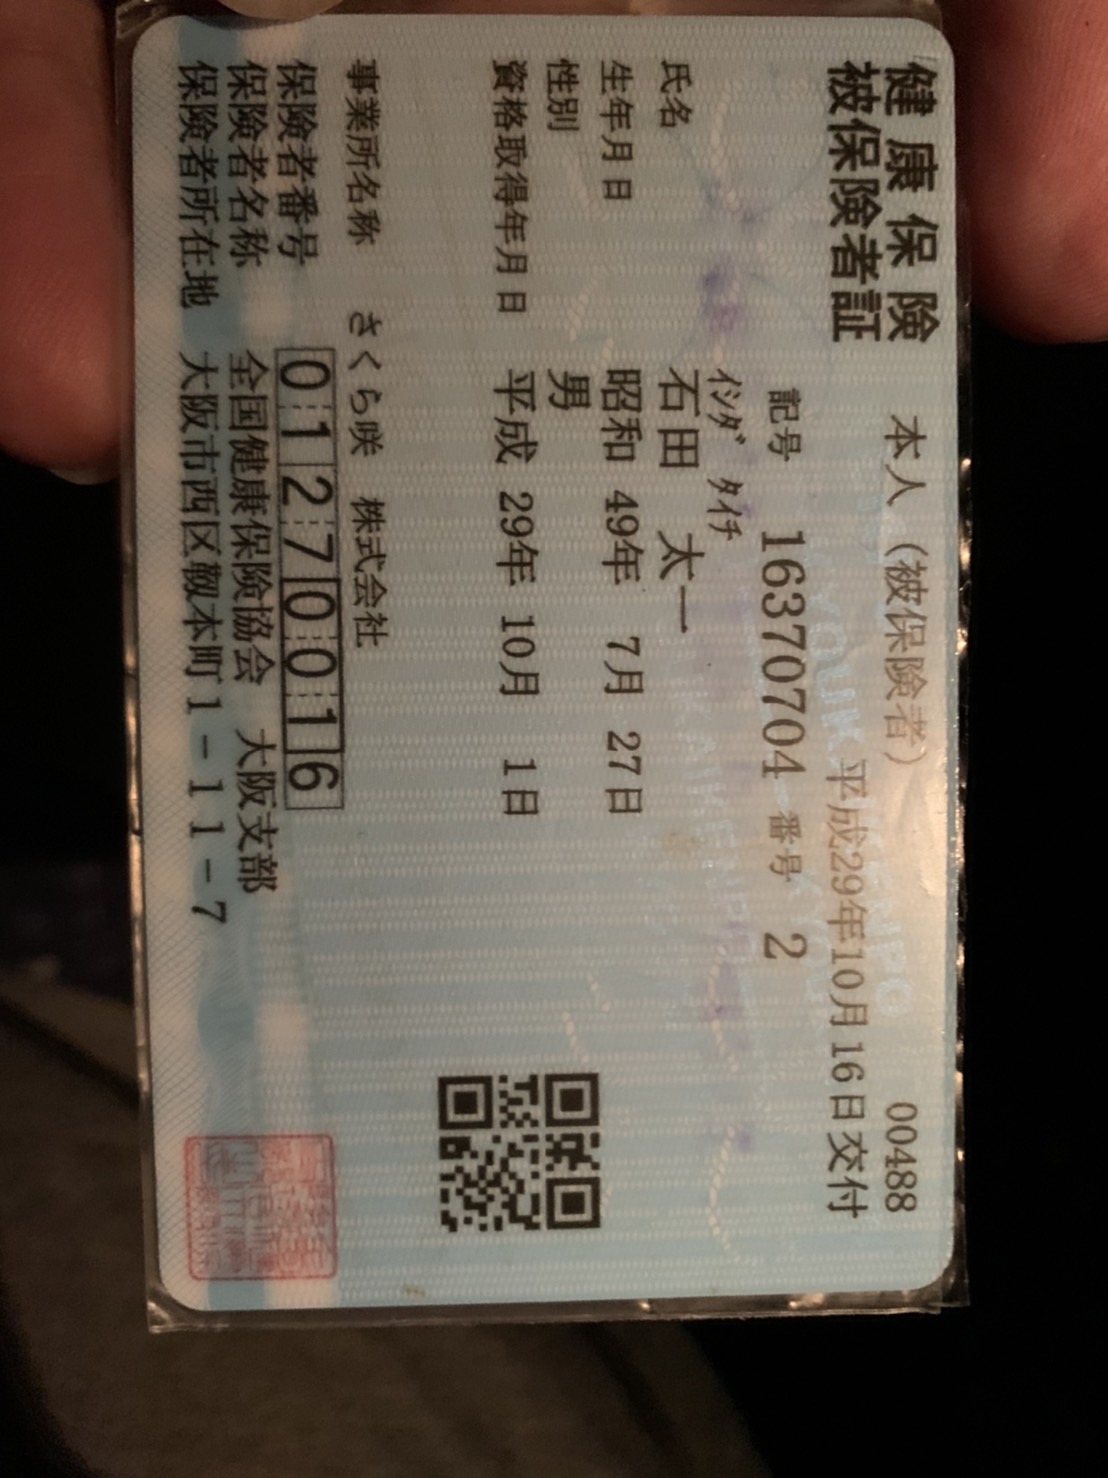 健康保険 本人（被保険者） 00488
被保険者証 平成29年10月16日交付
記号 16370704 番号 2
ｲｼﾀﾞ ﾀｲﾁ
氏名 石田 太一
生年月日 昭和 49年 7月 27日
性別 男
資格取得年月日 平成 29年 10月 1日
事業所名称 さくら咲 株式会社
保険者番号 01270016
保険者名称 全国健康保険協会 大阪支部
保険者所在地 大阪市西区靱本町1-11-7